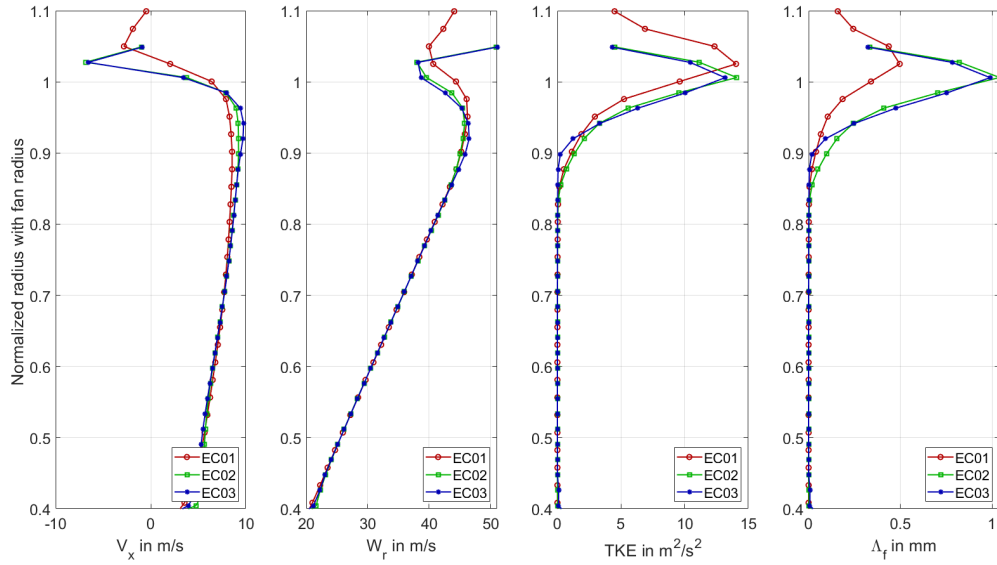 Normalized radius with fan radius
1.1
1
0.9
0.8
0.7
0.6
0.5
0.4
-10 0 10
V_x in m/s
EC01
EC02
EC03
1.1
1
0.9
0.8
0.7
0.6
0.5
0.4
20 30 40 50
W_r in m/s
EC01
EC02
EC03
1.1
1
0.9
0.8
0.7
0.6
0.5
0.4
0 5 10 15
TKE in m²/s²
EC01
EC02
EC03
1.1
1
0.9
0.8
0.7
0.6
0.5
0.4
0 0.5 1
Λ_f in mm
EC01
EC02
EC03